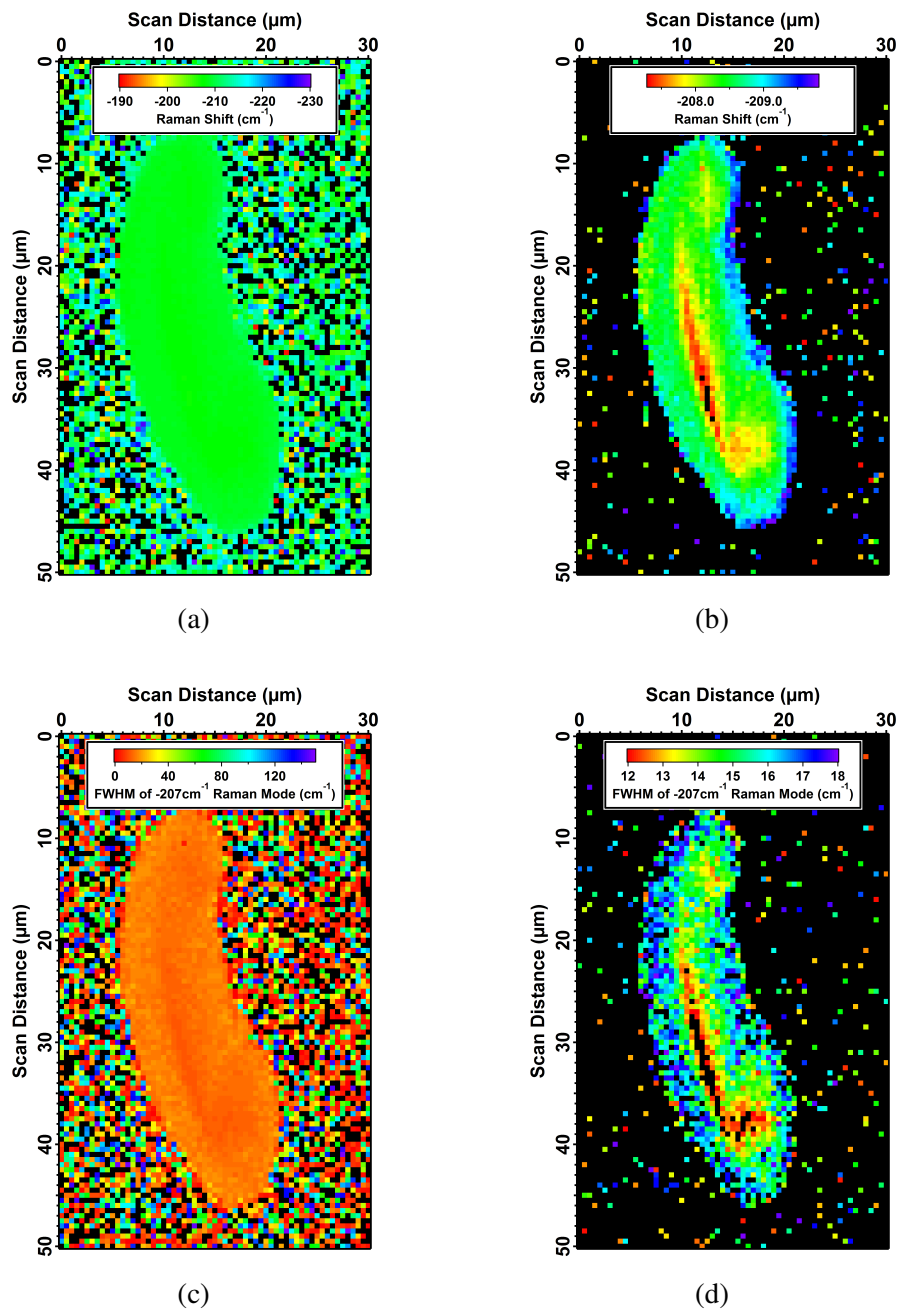 Scan Distance (µm)
0 10 20 30
Scan Distance (µm)
0
10
20
30
40
50
-190 -200 -210 -220 -230
Raman Shift (cm⁻¹)
(a)
Scan Distance (µm)
0 10 20 30
Scan Distance (µm)
0
10
20
30
40
50
-208.0 -209.0
Raman Shift (cm⁻¹)
(b)
Scan Distance (µm)
0 10 20 30
Scan Distance (µm)
0
10
20
30
40
50
0 40 80 120
FWHM of -207cm⁻¹ Raman Mode (cm⁻¹)
(c)
Scan Distance (µm)
0 10 20 30
Scan Distance (µm)
0
10
20
30
40
50
12 13 14 15 16 17 18
FWHM of -207cm⁻¹ Raman Mode (cm⁻¹)
(d)